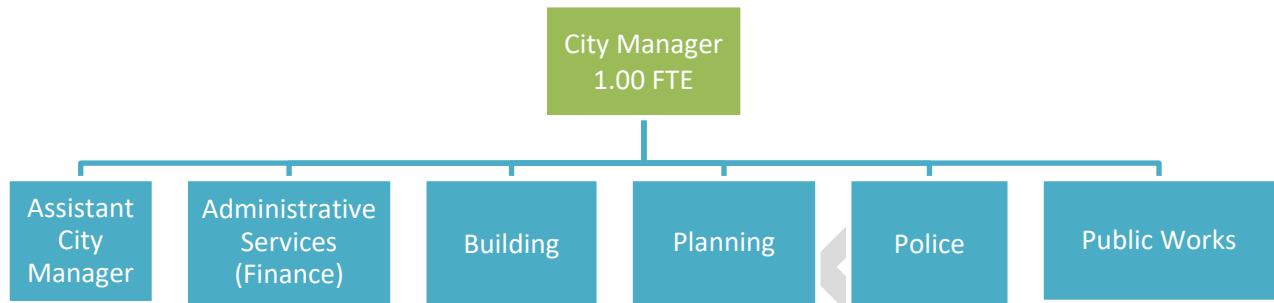 City Manager
1.00 FTE
Assistant
City
Manager
Administrative
Services
(Finance)
Building
Planning
Police
Public Works